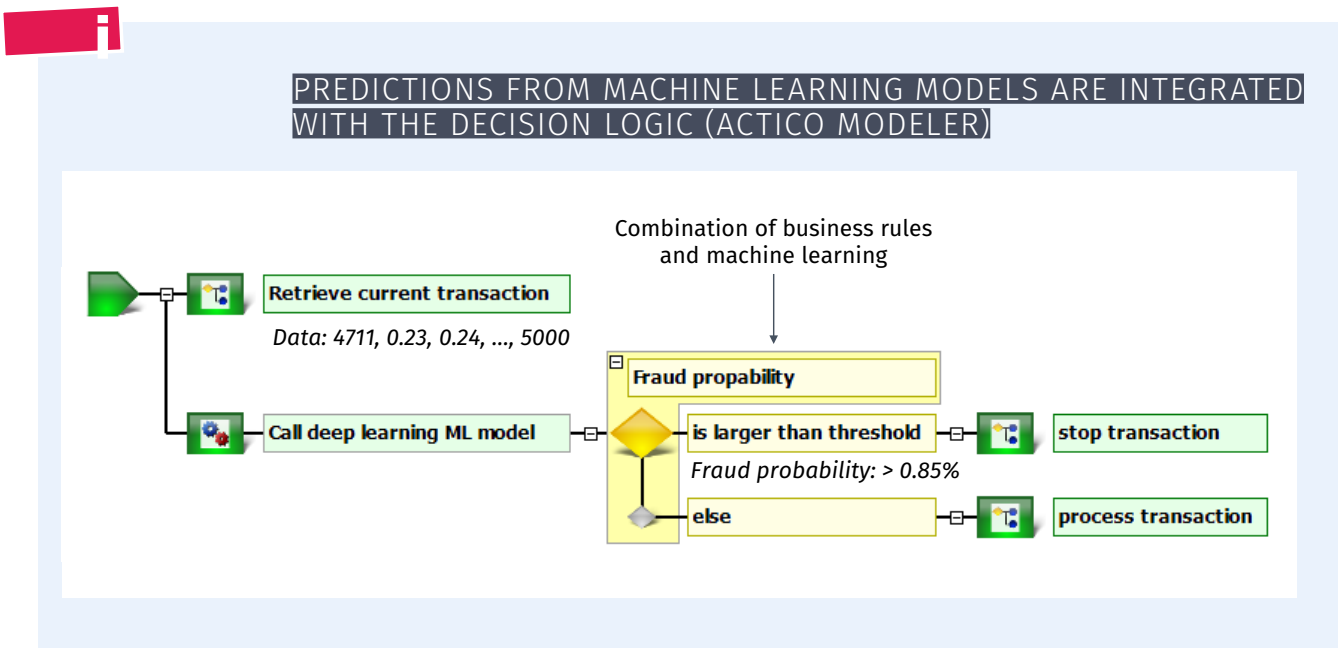 i
PREDICTIONS FROM MACHINE LEARNING MODELS ARE INTEGRATED
WITH THE DECISION LOGIC (ACTICO MODELER)
Combination of business rules
and machine learning
Retrieve current transaction
Data: 4711, 0.23, 0.24, ..., 5000
Fraud propability
Call deep learning ML model
is larger than threshold
stop transaction
Fraud probability: > 0.85%
else
process transaction